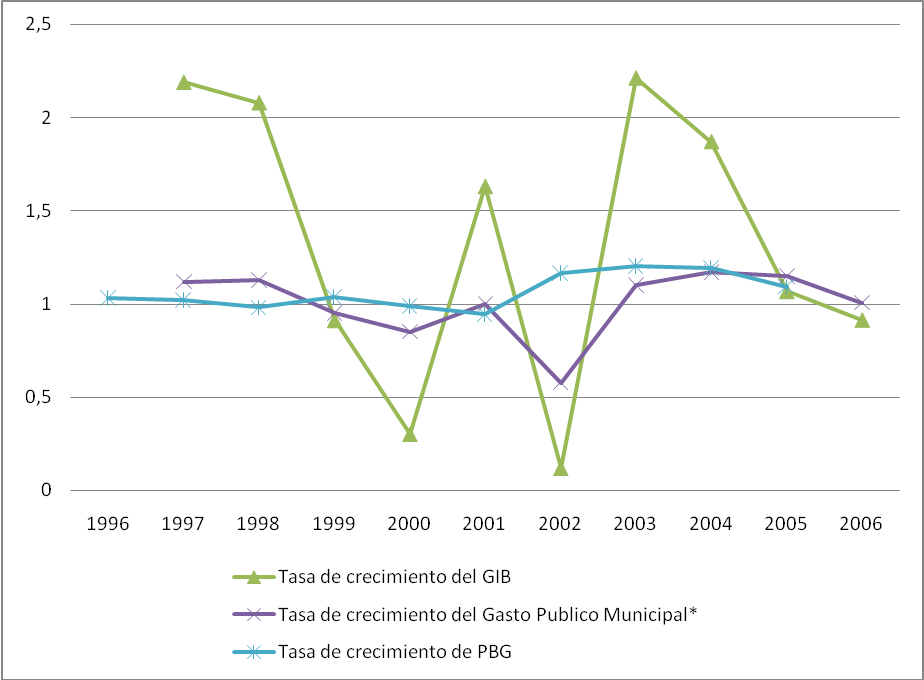 2,5
2
1,5
1
0,5
0
1996 1997 1998 1999 2000 2001 2002 2003 2004 2005 2006
Tasa de crecimiento del GIB
Tasa de crecimiento del Gasto Publico Municipal*
Tasa de crecimiento de PBG